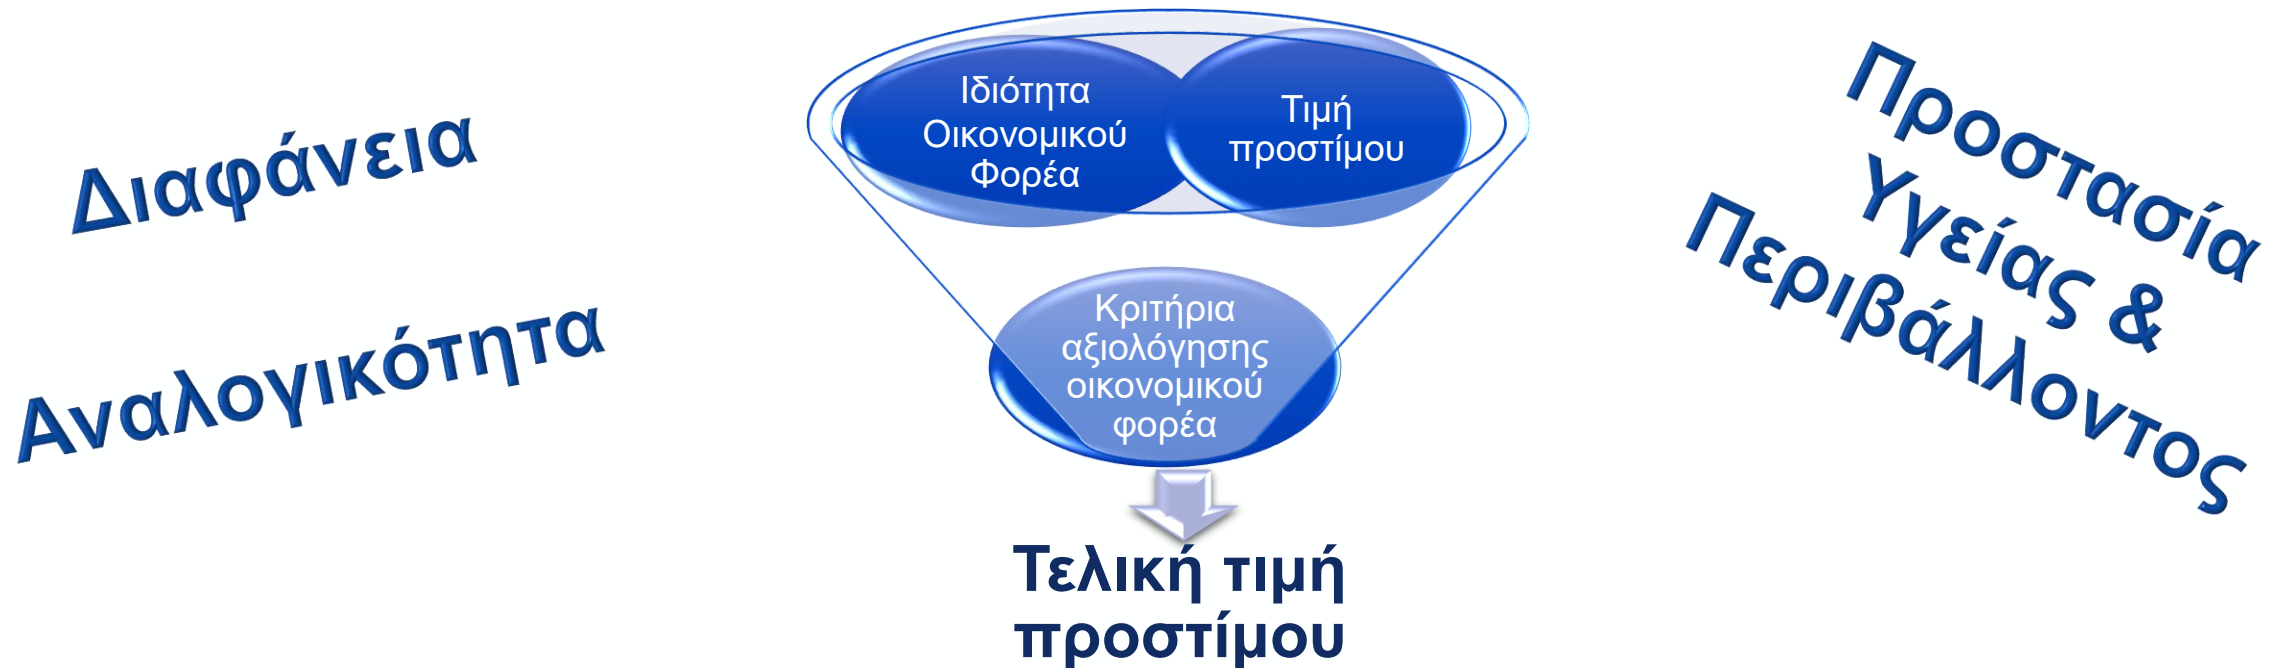 Διαφάνεια
Αναλογικότητα
Ιδιότητα
Οικονομικού
Φορέα
Τιμή
προστίμου
Κριτήρια
αξιολόγησης
οικονομικού
φορέα
Τελική τιμή
προστίμου
Προστασία
Υγείας &
Περιβάλλοντος